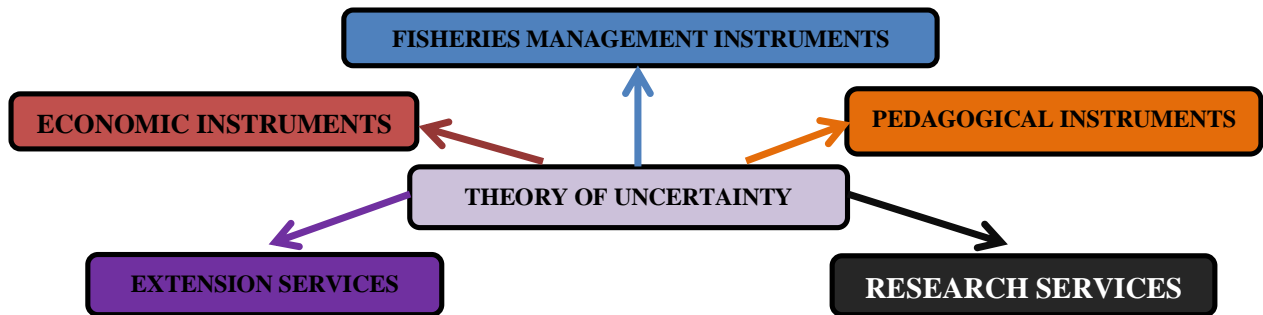 FISHERIES MANAGEMENT INSTRUMENTS
ECONOMIC INSTRUMENTS
PEDAGOGICAL INSTRUMENTS
THEORY OF UNCERTAINTY
EXTENSION SERVICES
RESEARCH SERVICES